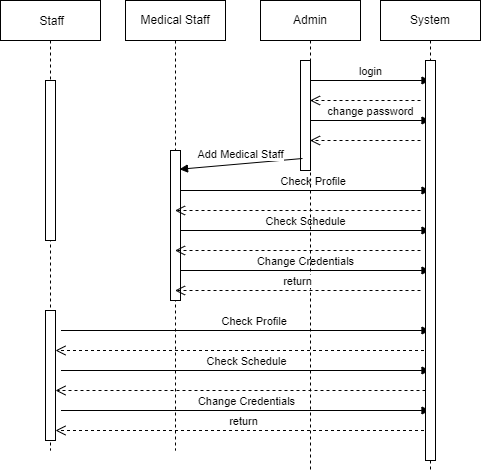 Staff
Medical Staff
Admin
System
login
change password
Add Medical Staff
Check Profile
Check Schedule
Change Credentials
return
Check Profile
Check Schedule
Change Credentials
return